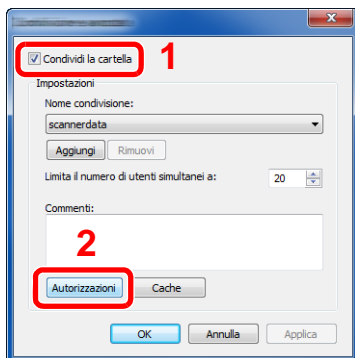 Condividi la cartella
1
Impostazioni
Nome condivisione:
scannerdata
Aggiungi Rimuovi
Limita il numero di utenti simultanei a: 20
Commenti:
2
Autorizzazioni Cache
OK Annulla Applica